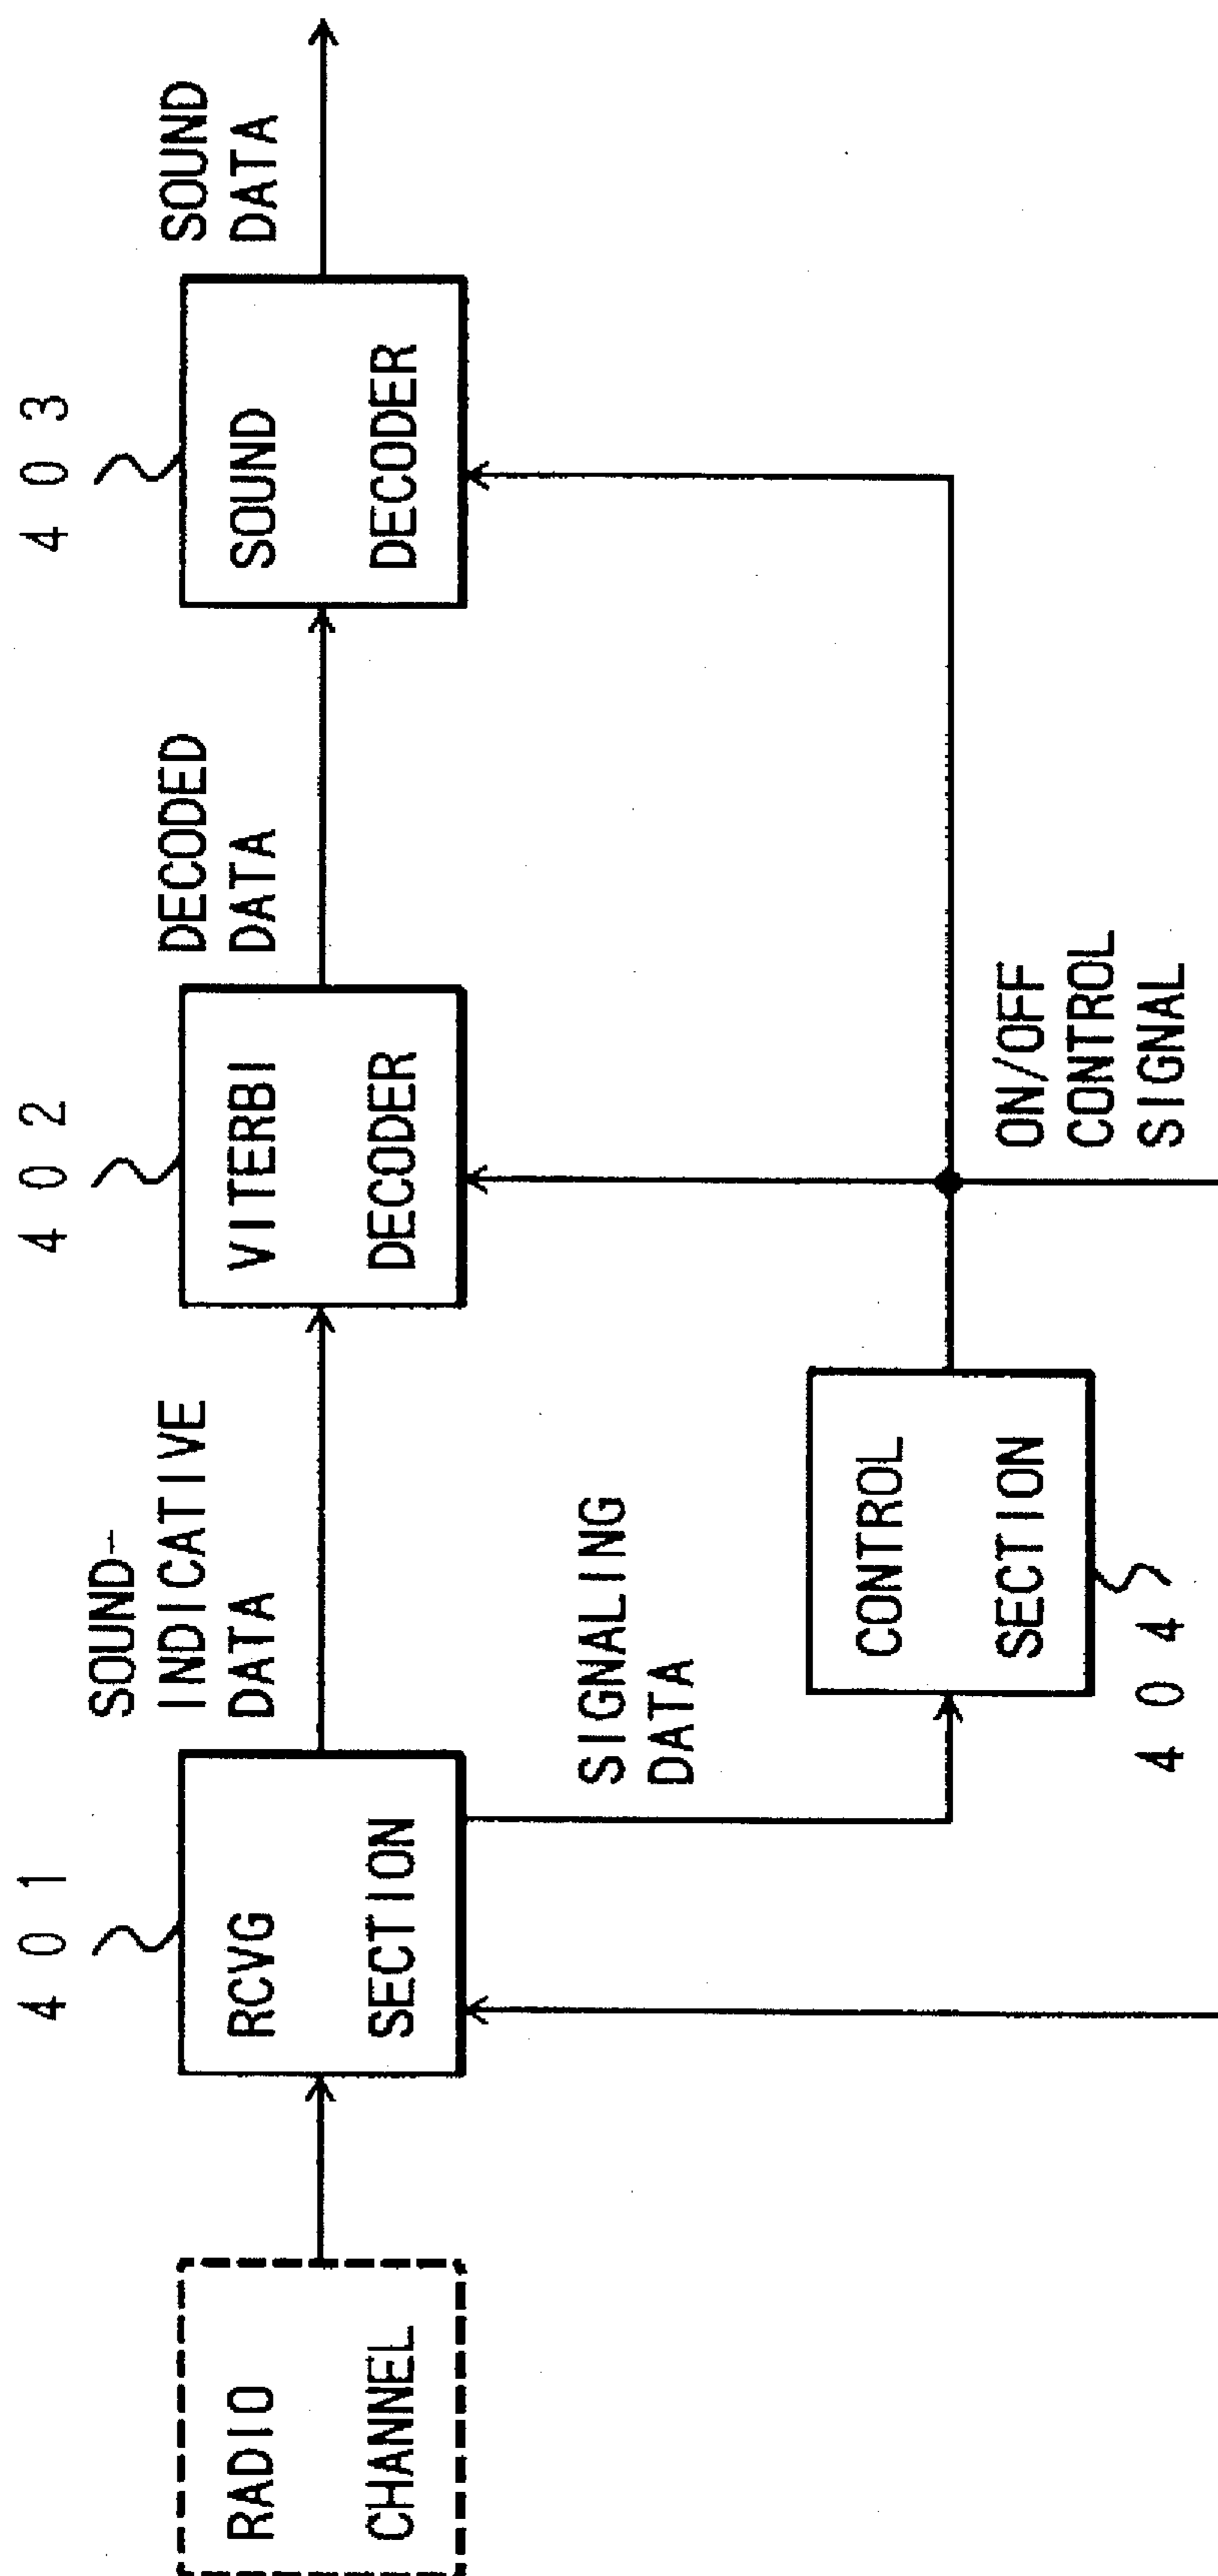 4 0 1
4 0 2
4 0 3
SOUND-
INDICATIVE
DATA
DECODED
DATA
SOUND
DATA
RADIO
CHANNEL
RCVG
SECTION
VITERBI
DECODER
SOUND
DECODER
SIGNALING
DATA
CONTROL
SECTION
4 0 4
ON/OFF
CONTROL
SIGNAL